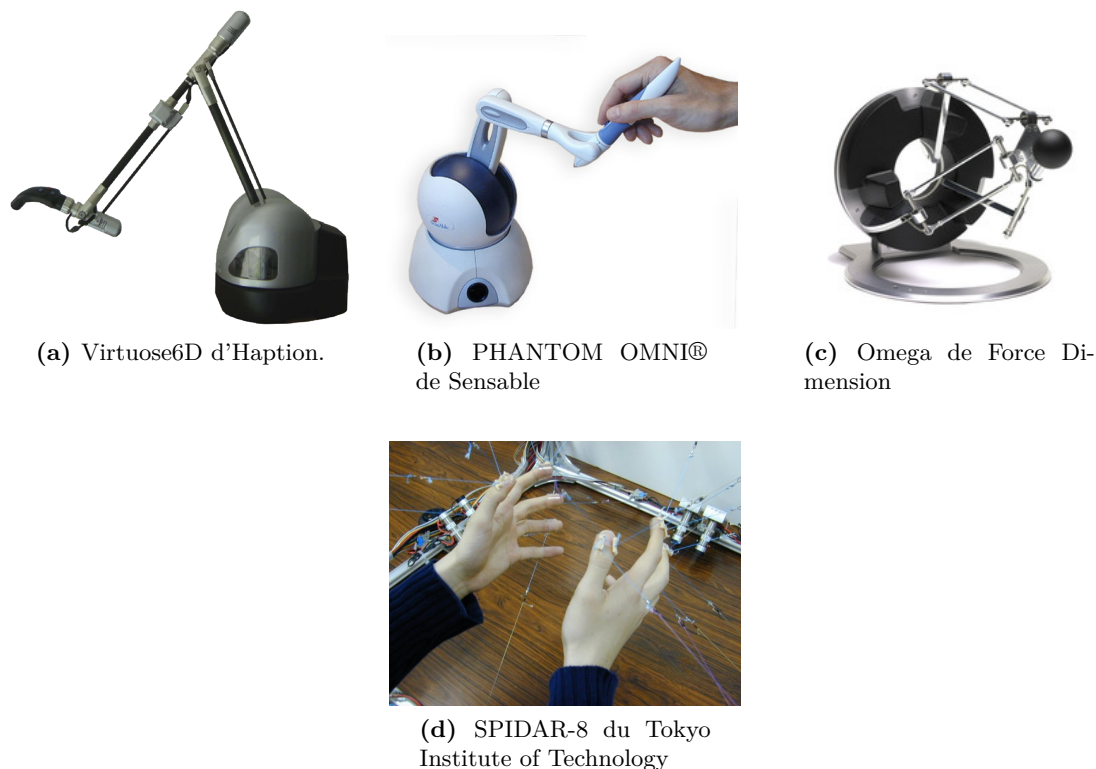 (a) Virtuose6D d'Haption.
(b) PHANTOM OMNI®
de Sensable
(c) Omega de Force Di-
mension
(d) SPIDAR-8 du Tokyo
Institute of Technology